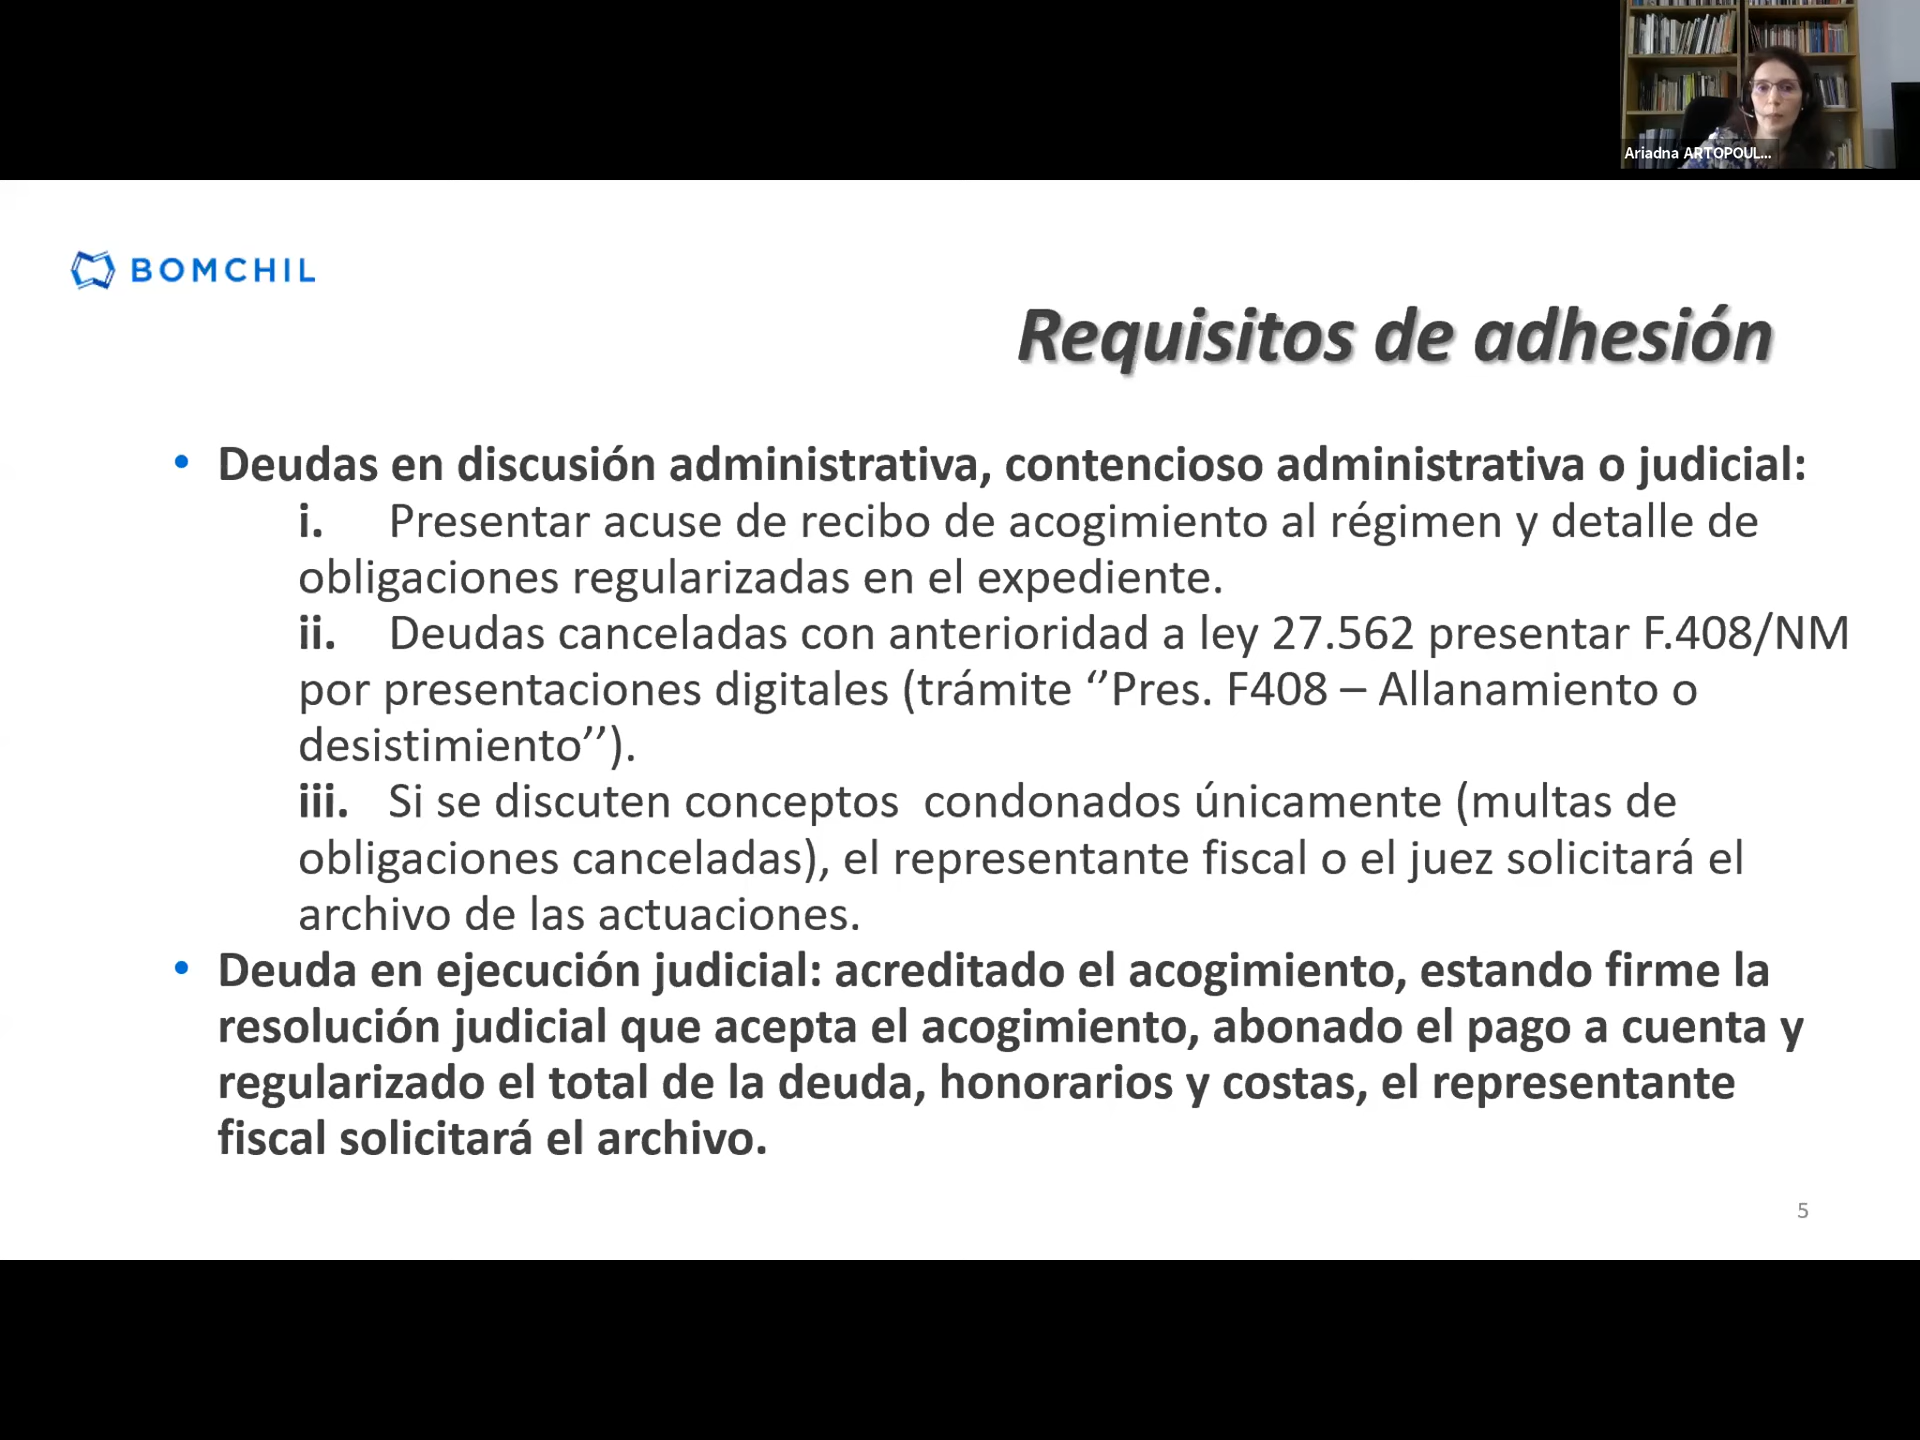 Ariadna ARTOPOUL...
BOMCHIL
Requisitos de adhesión
• Deudas en discusión administrativa, contencioso administrativa o judicial:
i. Presentar acuse de recibo de acogimiento al régimen y detalle de
obligaciones regularizadas en el expediente.
ii. Deudas canceladas con anterioridad a ley 27.562 presentar F.408/NM
por presentaciones digitales (trámite ‘’Pres. F408 – Allanamiento o
desistimiento’’).
iii. Si se discuten conceptos  condonados únicamente (multas de
obligaciones canceladas), el representante fiscal o el juez solicitará el
archivo de las actuaciones.
• Deuda en ejecución judicial: acreditado el acogimiento, estando firme la
resolución judicial que acepta el acogimiento, abonado el pago a cuenta y
regularizado el total de la deuda, honorarios y costas, el representante
fiscal solicitará el archivo.
5